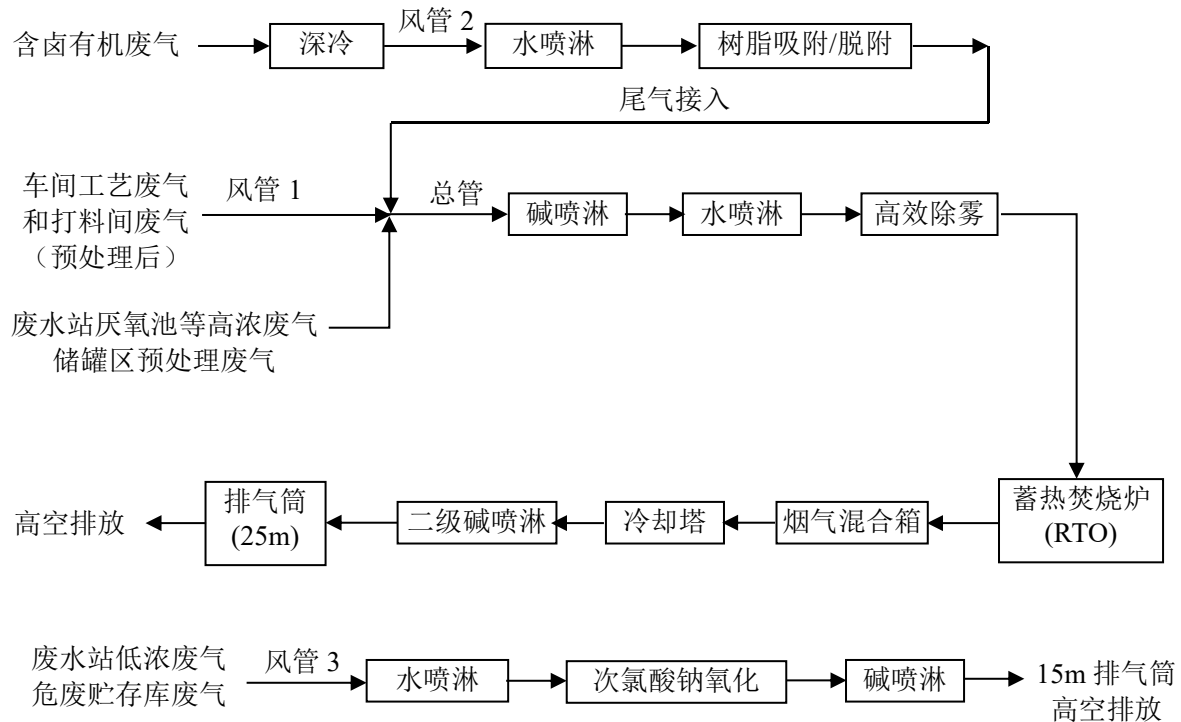 含卤有机废气
深冷
风管 2
水喷淋
树脂吸附/脱附
尾气接入
车间工艺废气
和打料间废气
（预处理后）
风管 1
总管
碱喷淋
水喷淋
高效除雾
废水站厌氧池等高浓废气
储罐区预处理废气
高空排放
排气筒
(25m)
二级碱喷淋
冷却塔
烟气混合箱
蓄热焚烧炉
(RTO)
废水站低浓废气
危废贮存库废气
风管 3
水喷淋
次氯酸钠氧化
碱喷淋
15m 排气筒
高空排放